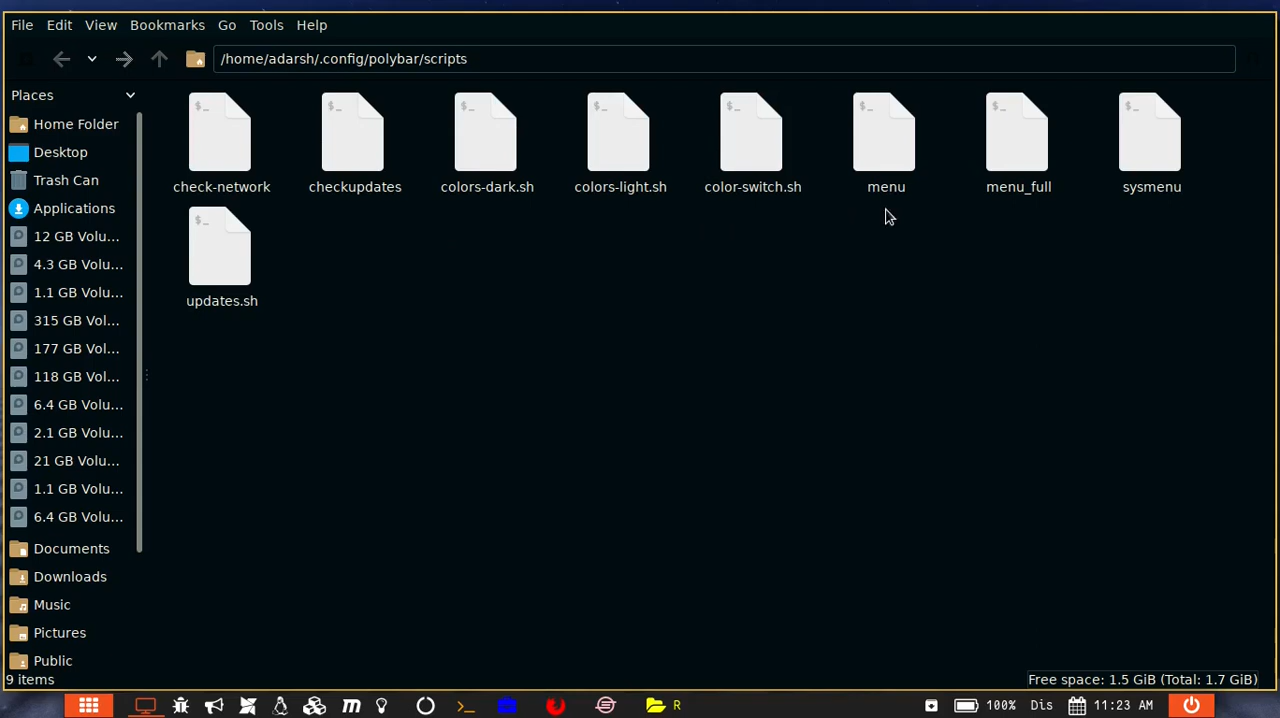 File Edit View Bookmarks Go Tools Help
/home/adarsh/.config/polybar/scripts
Places
Home Folder
Desktop
Trash Can
Applications
12 GB Volu...
4.3 GB Volu...
1.1 GB Volu...
315 GB Vol...
177 GB Vol...
118 GB Vol...
6.4 GB Volu...
2.1 GB Volu...
21 GB Volu...
1.1 GB Volu...
6.4 GB Volu...
Documents
Downloads
Music
Pictures
Public
$_ $_ $_ $_ $_ $_ $_ $_
check-network checkupdates colors-dark.sh colors-light.sh color-switch.sh menu menu_full sysmenu
$_
updates.sh
9 items Free space: 1.5 GiB (Total: 1.7 GiB)
m >_ R 100% Dis 11:23 AM